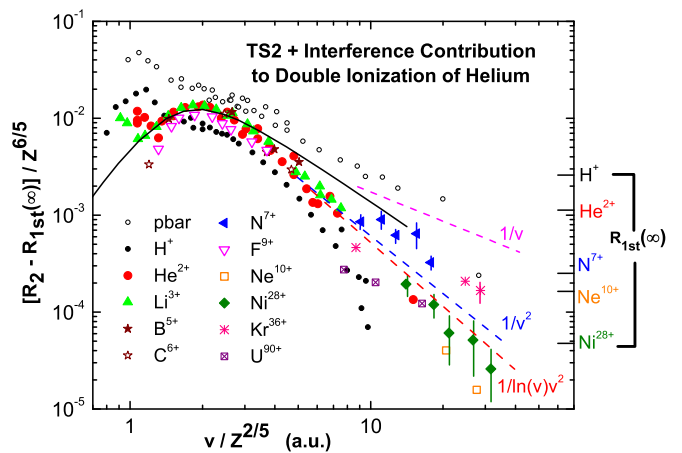 TS2 + Interference Contribution
to Double Ionization of Helium
[R₂ - R₁ₛₜ(∞)] / Z^6/5
10⁻¹
10⁻²
10⁻³
10⁻⁴
10⁻⁵
pbar
H⁺
He²⁺
Li³⁺
B⁵⁺
C⁶⁺
N⁷⁺
F⁹⁺
Ne¹⁰⁺
Ni²⁸⁺
Kr³⁶⁺
U⁹⁰⁺
1/v
1/v²
1/ln(v)v²
H⁺
He²⁺
R₁ₛₜ(∞)
N⁷⁺
Ne¹⁰⁺
Ni²⁸⁺
1
10
v / Z^2/5 (a.u.)